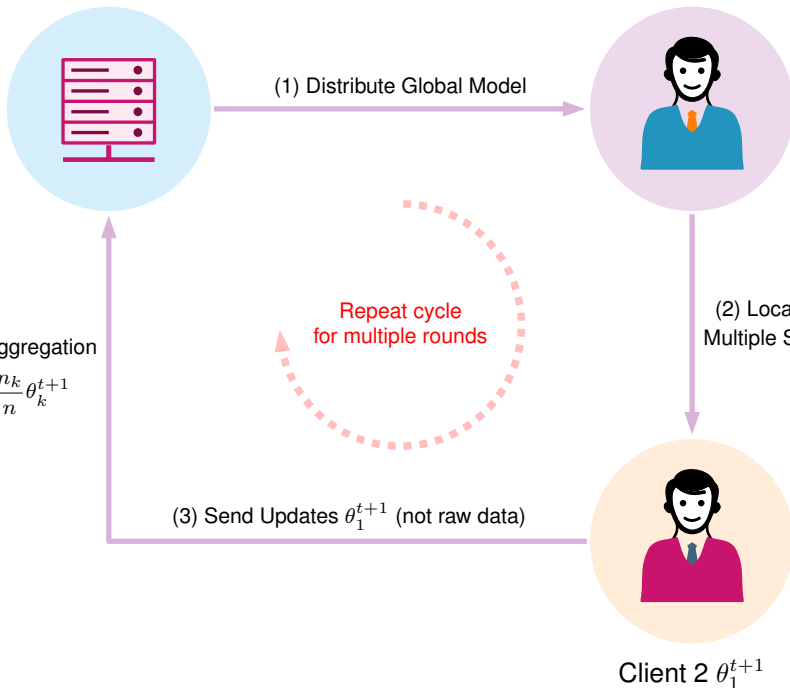 (1) Distribute Global Model
Repeat cycle
for multiple rounds
(2) Loca
Multiple S
ggregation
n_k/n θ_k^{t+1}
(3) Send Updates θ_1^{t+1} (not raw data)
Client 2 θ_1^{t+1}